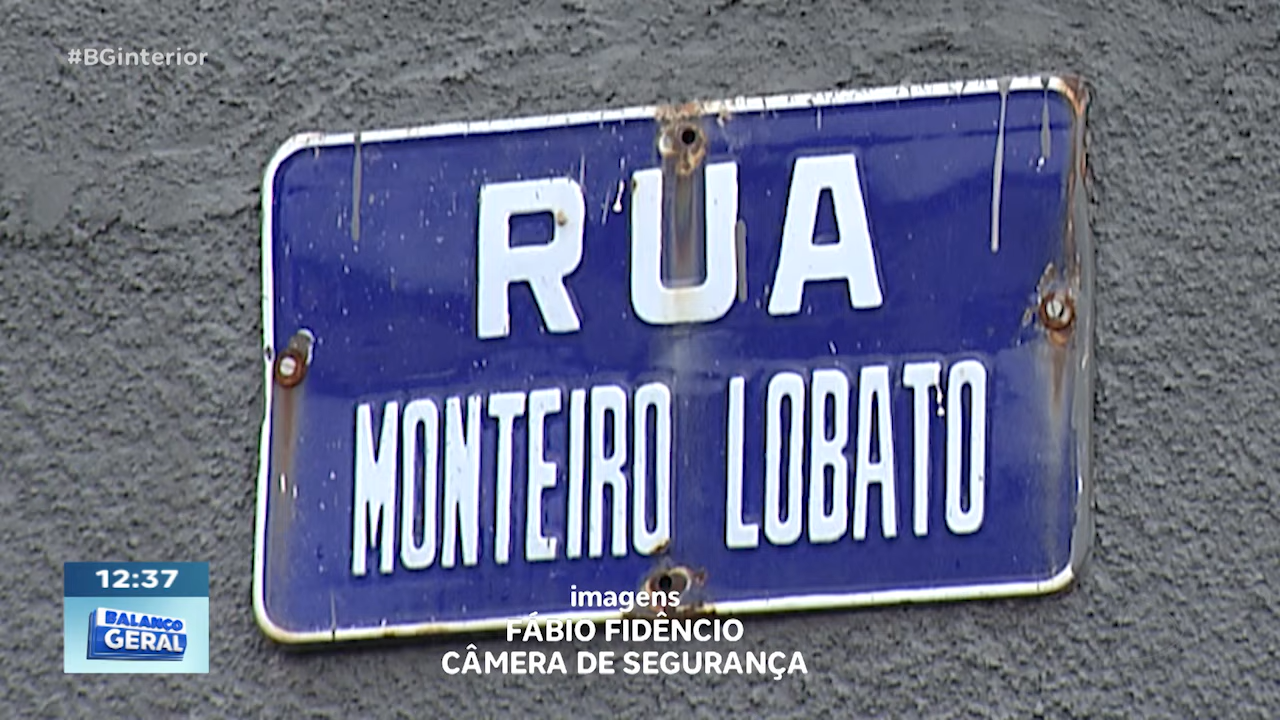 #BGinterior
RUA
MONTEIRO LOBATO
12:37
BALANÇO
GERAL
imagens
FÁBIO FIDÊNCIO
CÂMERA DE SEGURANÇA